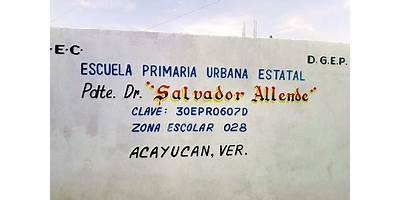 ·E·C· D.G.E.P.
ESCUELA PRIMARIA URBANA ESTATAL
Pdte. Dr. "Salvador Allende"
CLAVE: 30EPR0607D
ZONA ESCOLAR 028
ACAYUCAN, VER.